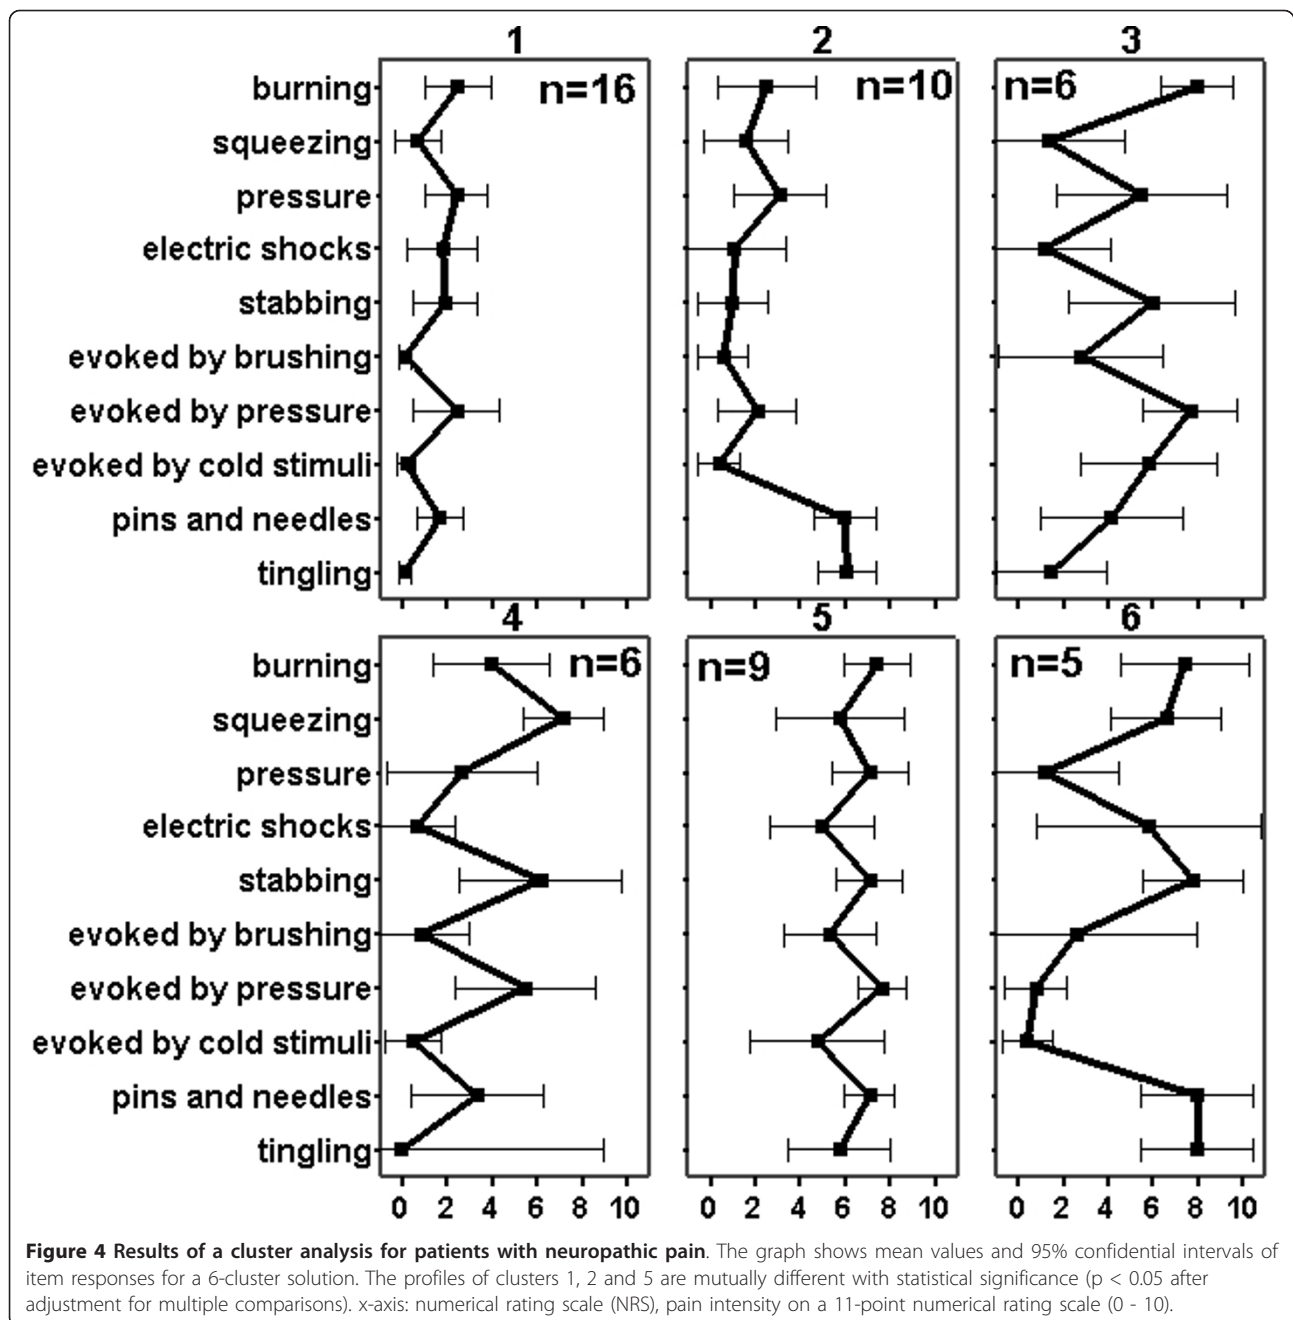 1 2 3
burning n=16 n=10 n=6
squeezing
pressure
electric shocks
stabbing
evoked by brushing
evoked by pressure
evoked by cold stimuli
pins and needles
tingling
4 5 6
burning n=6 n=9 n=5
squeezing
pressure
electric shocks
stabbing
evoked by brushing
evoked by pressure
evoked by cold stimuli
pins and needles
tingling
0 2 4 6 8 10 0 2 4 6 8 10 0 2 4 6 8 10
Figure 4 Results of a cluster analysis for patients with neuropathic pain. The graph shows mean values and 95% confidential intervals of
item responses for a 6-cluster solution. The profiles of clusters 1, 2 and 5 are mutually different with statistical significance (p < 0.05 after
adjustment for multiple comparisons). x-axis: numerical rating scale (NRS), pain intensity on a 11-point numerical rating scale (0 - 10).